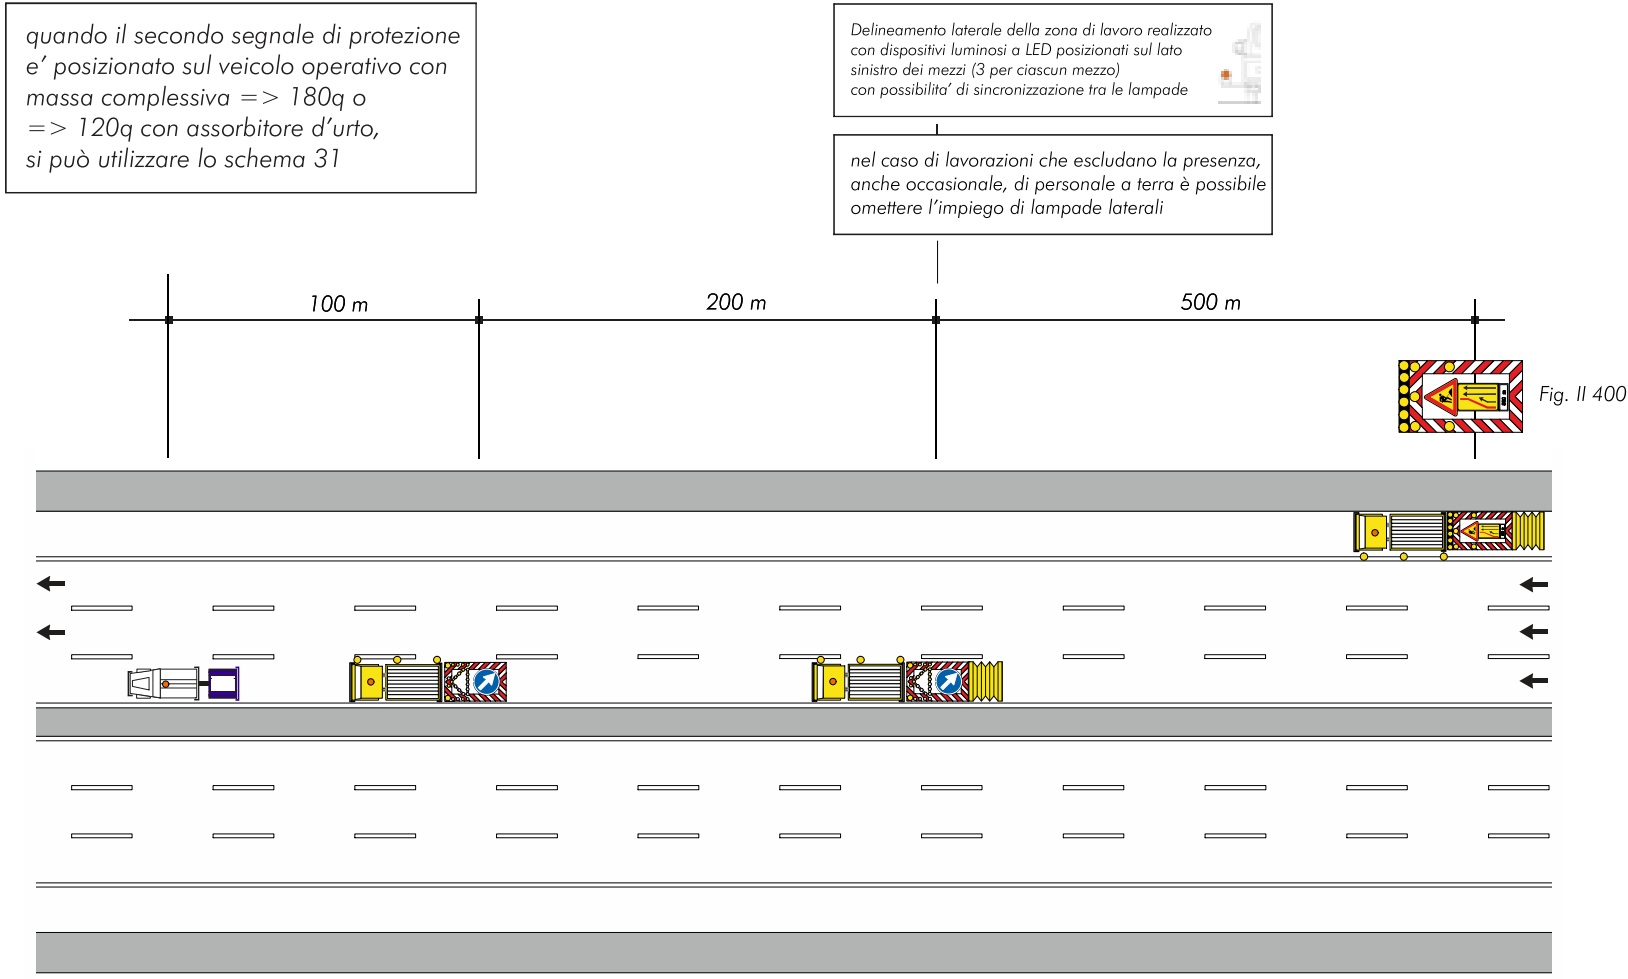 quando il secondo segnale di protezione
e' posizionato sul veicolo operativo con
massa complessiva => 180q o
=> 120q con assorbitore d'urto,
si può utilizzare lo schema 31
Delineamento laterale della zona di lavoro realizzato
con dispositivi luminosi a LED posizionati sul lato
sinistro dei mezzi (3 per ciascun mezzo)
con possibilita' di sincronizzazione tra le lampade
nel caso di lavorazioni che escludano la presenza,
anche occasionale, di personale a terra è possibile
omettere l'impiego di lampade laterali
100 m
200 m
500 m
Fig. II 400